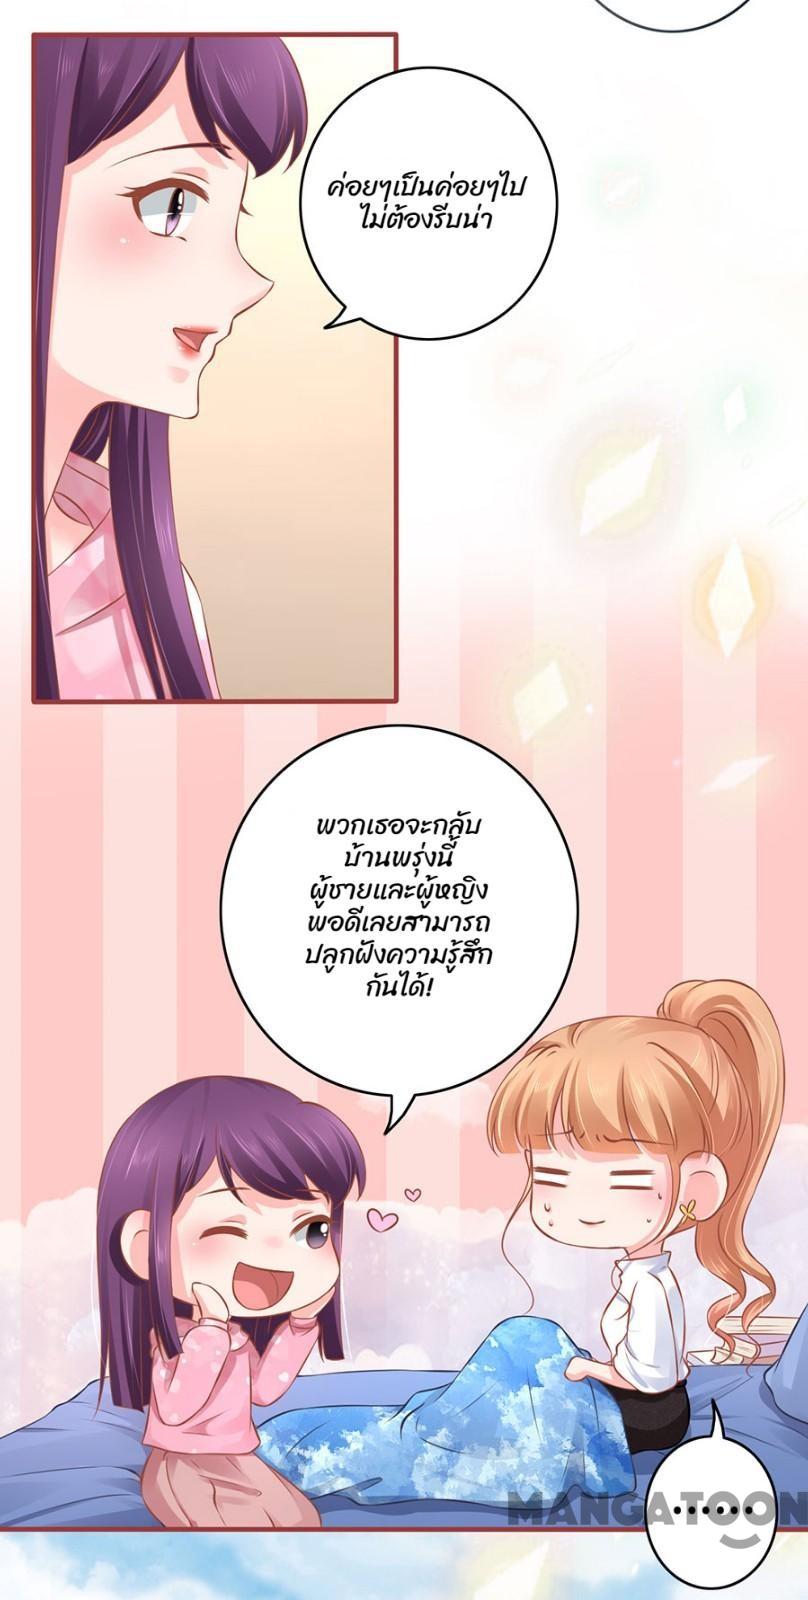 ค่อยๆเป็นค่อยๆไป
ไม่ต้องรีบน่า
พวกเธอจะกลับ
บ้านพรุ่งนี้
ผู้ชายและผู้หญิง
พอดีเลยสามารถ
ปลูกฝังความรู้สึก
กันได้!
......
MANGATOON